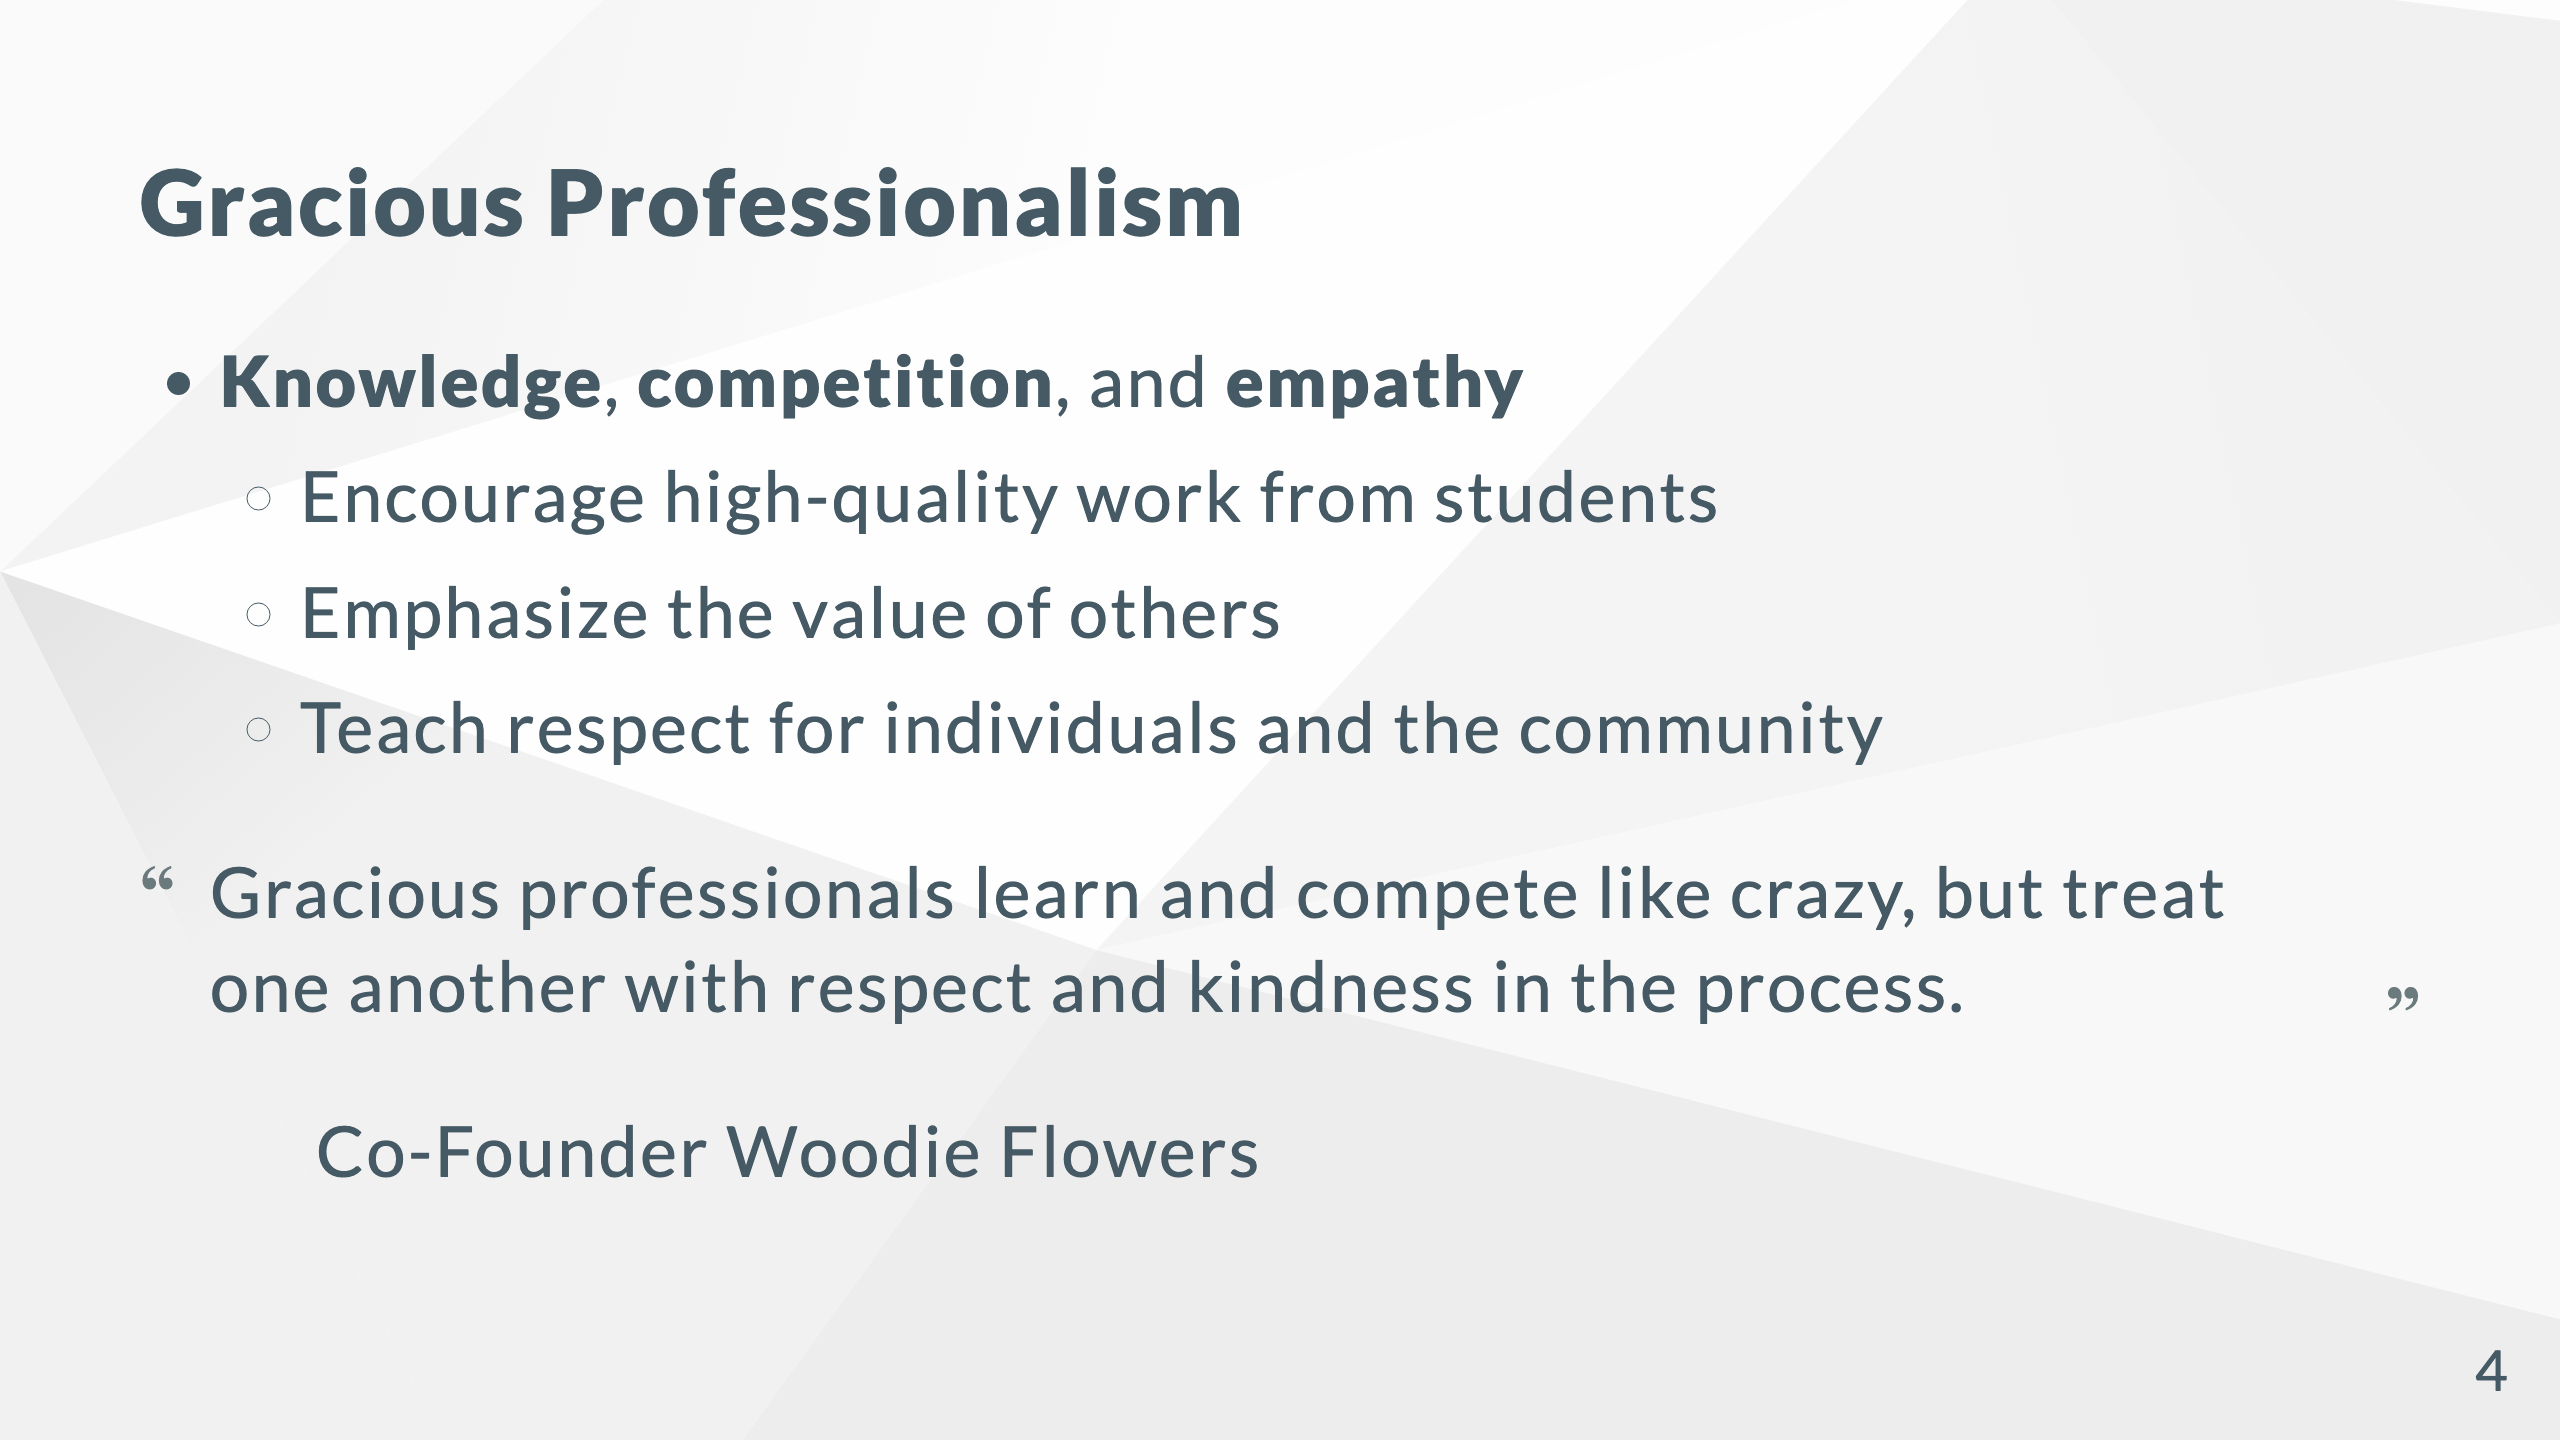 Gracious Professionalism
• Knowledge, competition, and empathy
○ Encourage high-quality work from students
○ Emphasize the value of others
○ Teach respect for individuals and the community
“ Gracious professionals learn and compete like crazy, but treat
one another with respect and kindness in the process. ”
Co-Founder Woodie Flowers
4